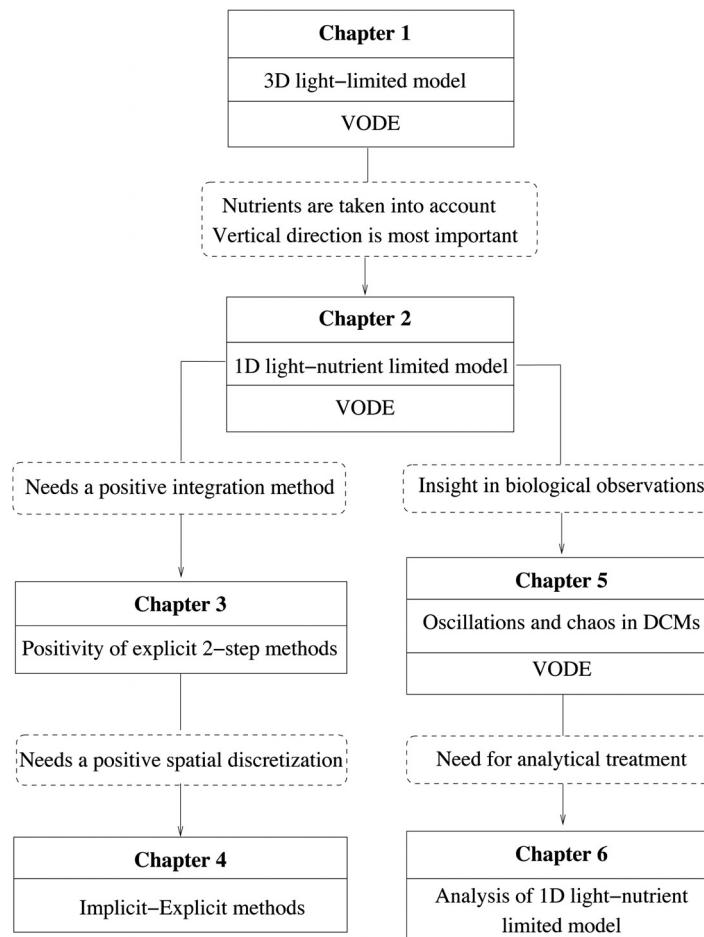 Chapter 1
3D light−limited model
VODE
Nutrients are taken into account
Vertical direction is most important
Chapter 2
1D light−nutrient limited model
VODE
Needs a positive integration method
Insight in biological observations
Chapter 3
Positivity of explicit 2−step methods
Chapter 5
Oscillations and chaos in DCMs
VODE
Needs a positive spatial discretization
Need for analytical treatment
Chapter 4
Implicit−Explicit methods
Chapter 6
Analysis of 1D light−nutrient
limited model